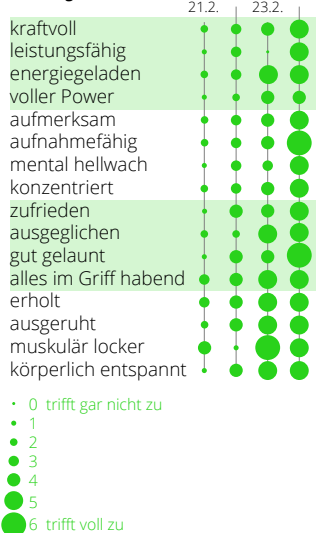 21.2. 23.2.
kraftvoll
leistungsfähig
energiegeladen
voller Power
aufmerksam
aufnahmefähig
mental hellwach
konzentriert
zufrieden
ausgeglichen
gut gelaunt
alles im Griff habend
erholt
ausgeruht
muskulär locker
körperlich entspannt
0 trifft gar nicht zu
1
2
3
4
5
6 trifft voll zu